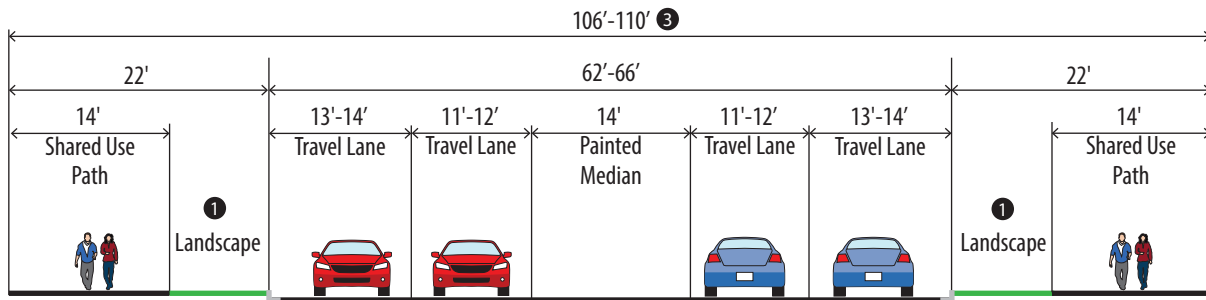 106′-110′ ❸
22'
62′-66′
22'
14'
13'-14′
11'-12′
14'
11'-12′
13'-14′
14'
Shared Use
Path
Travel Lane
Travel Lane
Painted
Median
Travel Lane
Travel Lane
Shared Use
Path
❶
Landscape
❶
Landscape